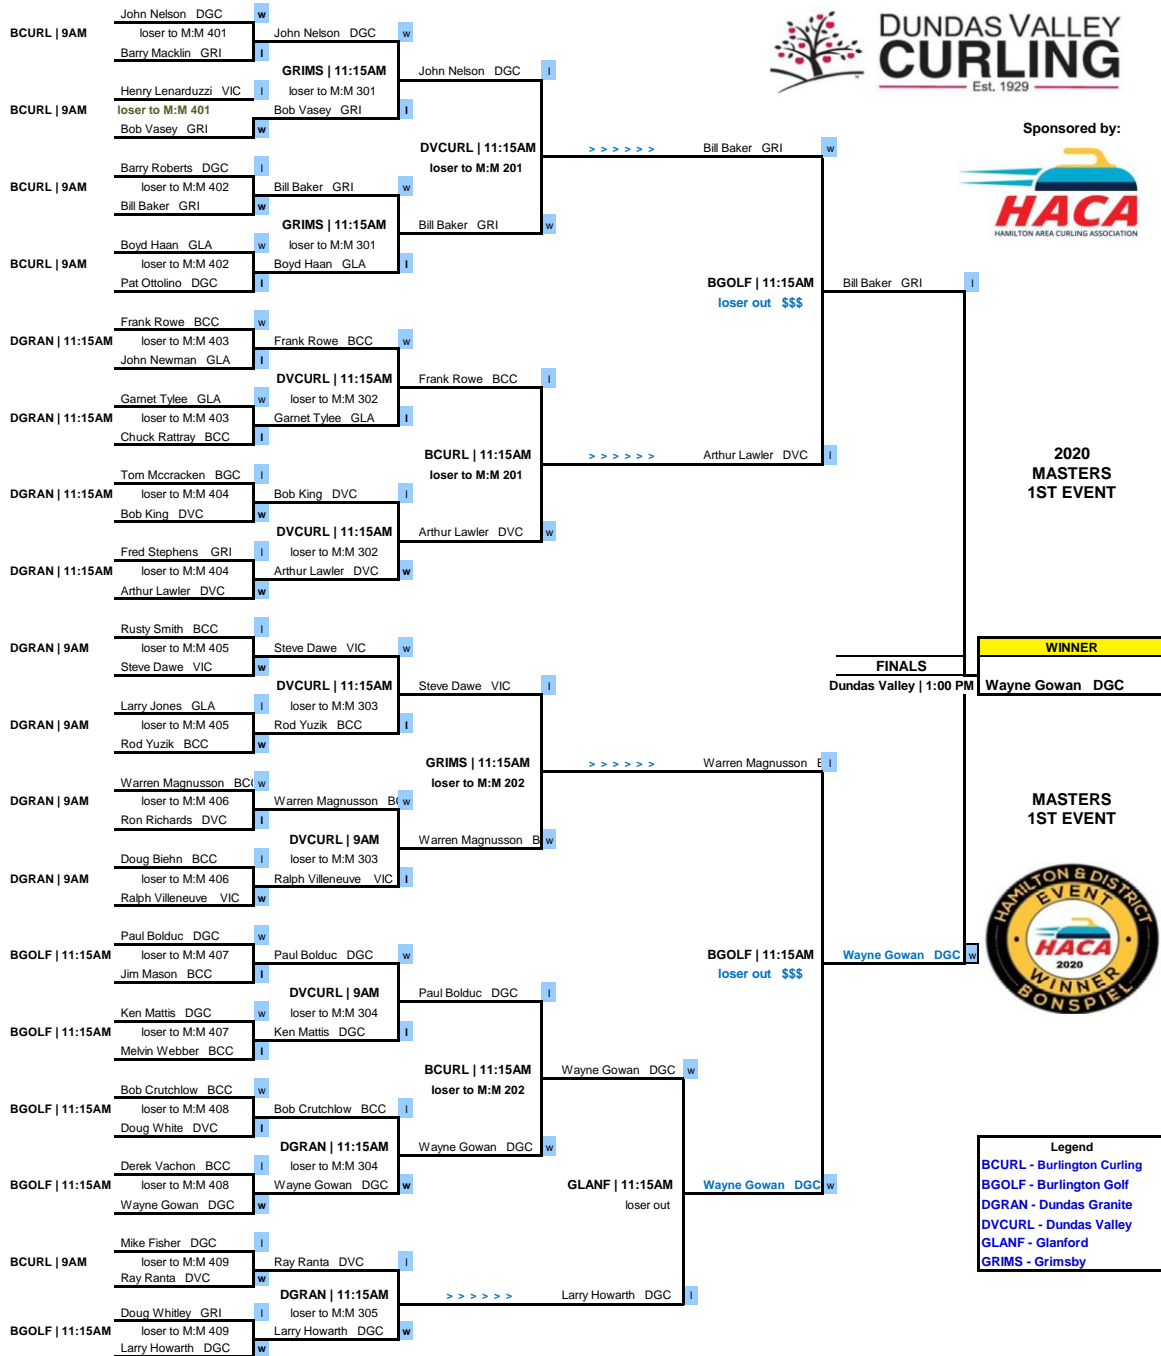 DUNDAS VALLEY
CURLING
Est. 1929
Sponsored by:
HACA
HAMILTON AREA CURLING ASSOCIATION
John Nelson DGC w
BCURL | 9AM loser to M:M 401 John Nelson DGC w
Barry Macklin GRI l
GRIMS | 11:15AM John Nelson DGC l
Henry Lenarduzzi VIC l loser to M:M 301
BCURL | 9AM loser to M:M 401 Bob Vasey GRI l
Bob Vasey GRI w
DVCURL | 11:15AM > > > > > > Bill Baker GRI w
loser to M:M 201
Barry Roberts DGC l
BCURL | 9AM loser to M:M 402 Bill Baker GRI w
Bill Baker GRI w
GRIMS | 11:15AM Bill Baker GRI w
Boyd Haan GLA w loser to M:M 301
BCURL | 9AM loser to M:M 402 Boyd Haan GLA l
Pat Ottolino DGC l
BGOLF | 11:15AM Bill Baker GRI l
loser out $$$
Frank Rowe BCC w
DGRAN | 11:15AM loser to M:M 403 Frank Rowe BCC w
John Newman GLA l
DVCURL | 11:15AM Frank Rowe BCC l
Garnet Tylee GLA w loser to M:M 302
DGRAN | 11:15AM loser to M:M 403 Garnet Tylee GLA l
Chuck Rattray BCC l
BCURL | 11:15AM > > > > > > Arthur Lawler DVC l
loser to M:M 201
2020
MASTERS
1ST EVENT
Tom Mccracken BGC l
DGRAN | 11:15AM loser to M:M 404 Bob King DVC l
Bob King DVC w
DVCURL | 11:15AM Arthur Lawler DVC w
Fred Stephens GRI l loser to M:M 302
DGRAN | 11:15AM loser to M:M 404 Arthur Lawler DVC w
Arthur Lawler DVC w
Rusty Smith BCC l
DGRAN | 9AM loser to M:M 405 Steve Dawe VIC w
Steve Dawe VIC w
WINNER
FINALS
Dundas Valley | 1:00 PM Wayne Gowan DGC
DVCURL | 11:15AM Steve Dawe VIC l
Larry Jones GLA l loser to M:M 303
DGRAN | 9AM loser to M:M 405 Rod Yuzik BCC l
Rod Yuzik BCC w
GRIMS | 11:15AM > > > > > > Warren Magnusson l
loser to M:M 202
Warren Magnusson w
DGRAN | 9AM loser to M:M 406 Warren Magnusson w
Ron Richards DVC l
MASTERS
1ST EVENT
DVCURL | 9AM Warren Magnusson w
Doug Biehn BCC l loser to M:M 303
DGRAN | 9AM loser to M:M 406 Ralph Villeneuve VIC l
Ralph Villeneuve VIC w
HAMILTON & DISTRICT
EVENT
HACA
2020
WINNER
BONSPIEL
Paul Bolduc DGC w
BGOLF | 11:15AM loser to M:M 407 Paul Bolduc DGC w
Jim Mason BCC l
BGOLF | 11:15AM Wayne Gowan DGC w
loser out $$$
DVCURL | 9AM Paul Bolduc DGC l
Ken Mattis DGC w loser to M:M 304
BGOLF | 11:15AM loser to M:M 407 Ken Mattis DGC l
Melvin Webber BCC l
BCURL | 11:15AM Wayne Gowan DGC w
loser to M:M 202
Bob Crutchlow BCC w
BGOLF | 11:15AM loser to M:M 408 Bob Crutchlow BCC l
Doug White DVC l
DGRAN | 11:15AM Wayne Gowan DGC w
Derek Vachon BCC l loser to M:M 304
BGOLF | 11:15AM loser to M:M 408 Wayne Gowan DGC w
Wayne Gowan DGC w
GLANF | 11:15AM Wayne Gowan DGC w
loser out
Legend
BCURL - Burlington Curling
BGOLF - Burlington Golf
DGRAN - Dundas Granite
DVCURL - Dundas Valley
GLANF - Glanford
GRIMS - Grimsby
Mike Fisher DGC l
BCURL | 9AM loser to M:M 409 Ray Ranta DVC l
Ray Ranta DVC w
DGRAN | 11:15AM > > > > > > Larry Howarth DGC l
Doug Whitley GRI l loser to M:M 305
BGOLF | 11:15AM loser to M:M 409 Larry Howarth DGC w
Larry Howarth DGC w